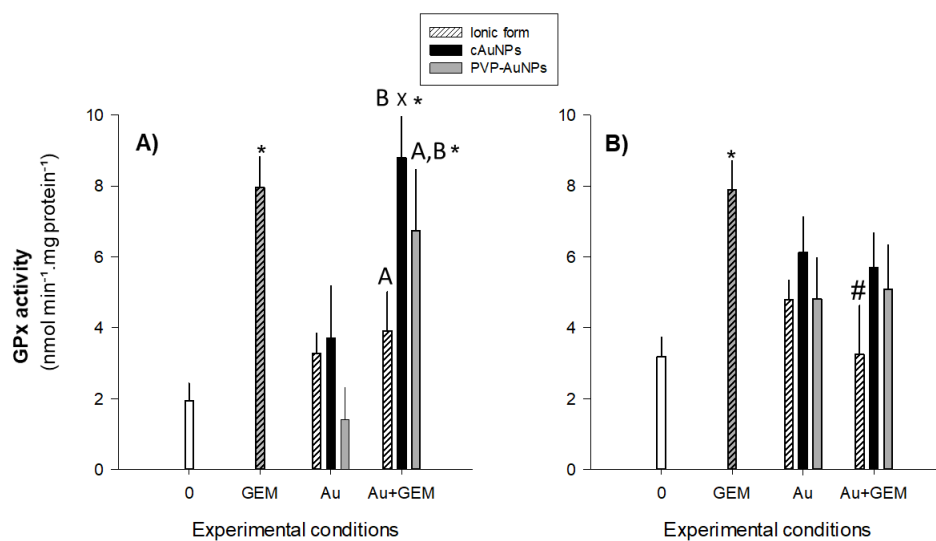 Ionic form
cAuNPs
PVP-AuNPs
GPx activity
(nmol min⁻¹.mg protein⁻¹)
A)
10
8
6
4
2
0
*
A
B X *
A,B *
0 GEM Au Au+GEM
Experimental conditions
B)
10
8
6
4
2
0
*
#
0 GEM Au Au+GEM
Experimental conditions